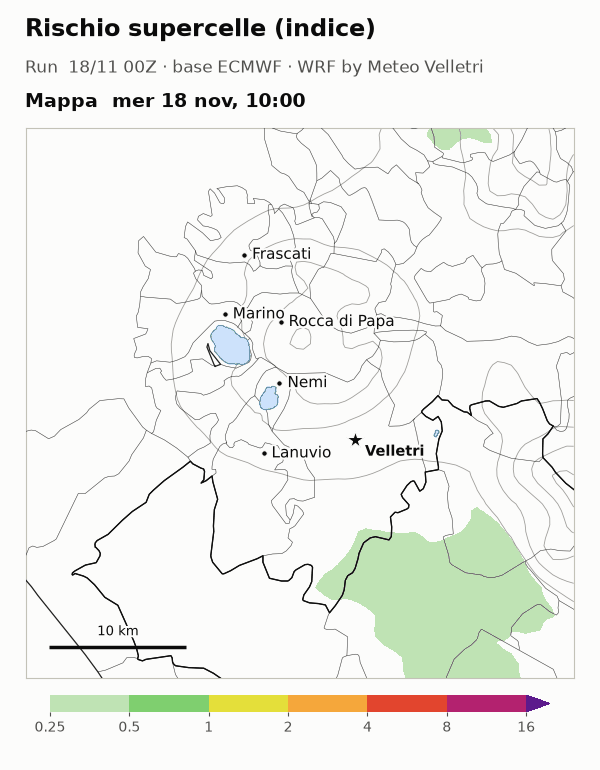 Rischio supercelle (indice)
Run  18/11 00Z · base ECMWF · WRF by Meteo Velletri
Mappa  mer 18 nov, 10:00
Frascati
Marino
Rocca di Papa
Nemi
Velletri
Lanuvio
10 km
0.25 0.5 1 2 4 8 16